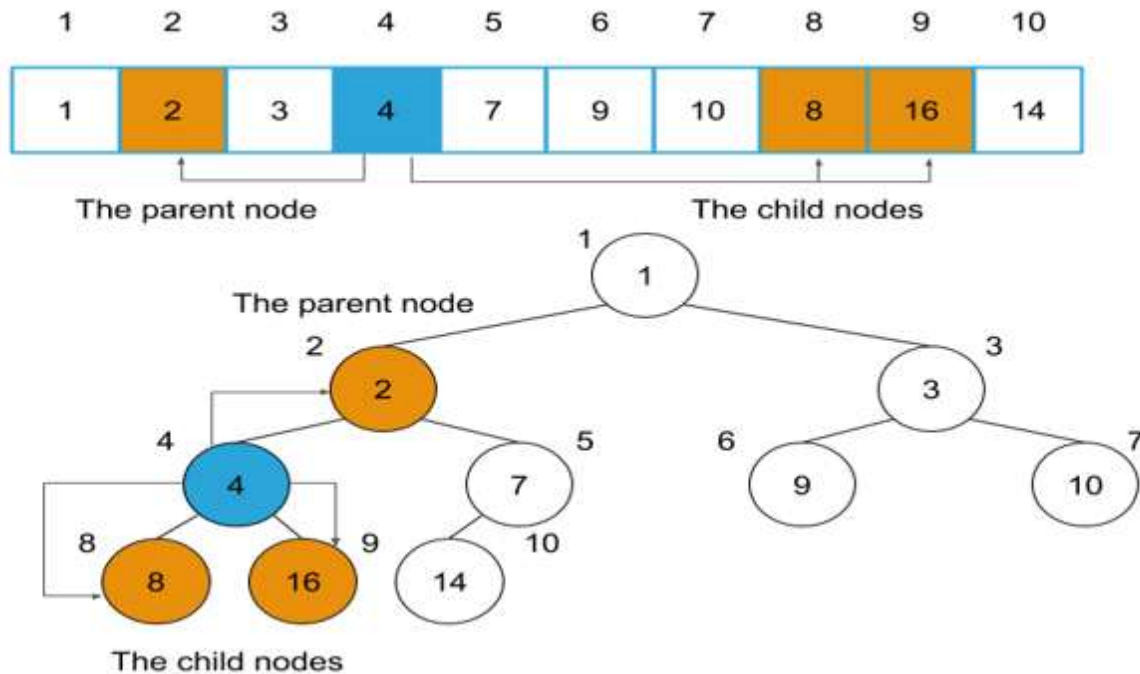 1 2 3 4 5 6 7 8 9 10
1 2 3 4 7 9 10 8 16 14
The parent node The child nodes
1
1
The parent node
2 3
2 3
4 5 6 7
4 7 9 10
8 9 10
8 16 14
The child nodes